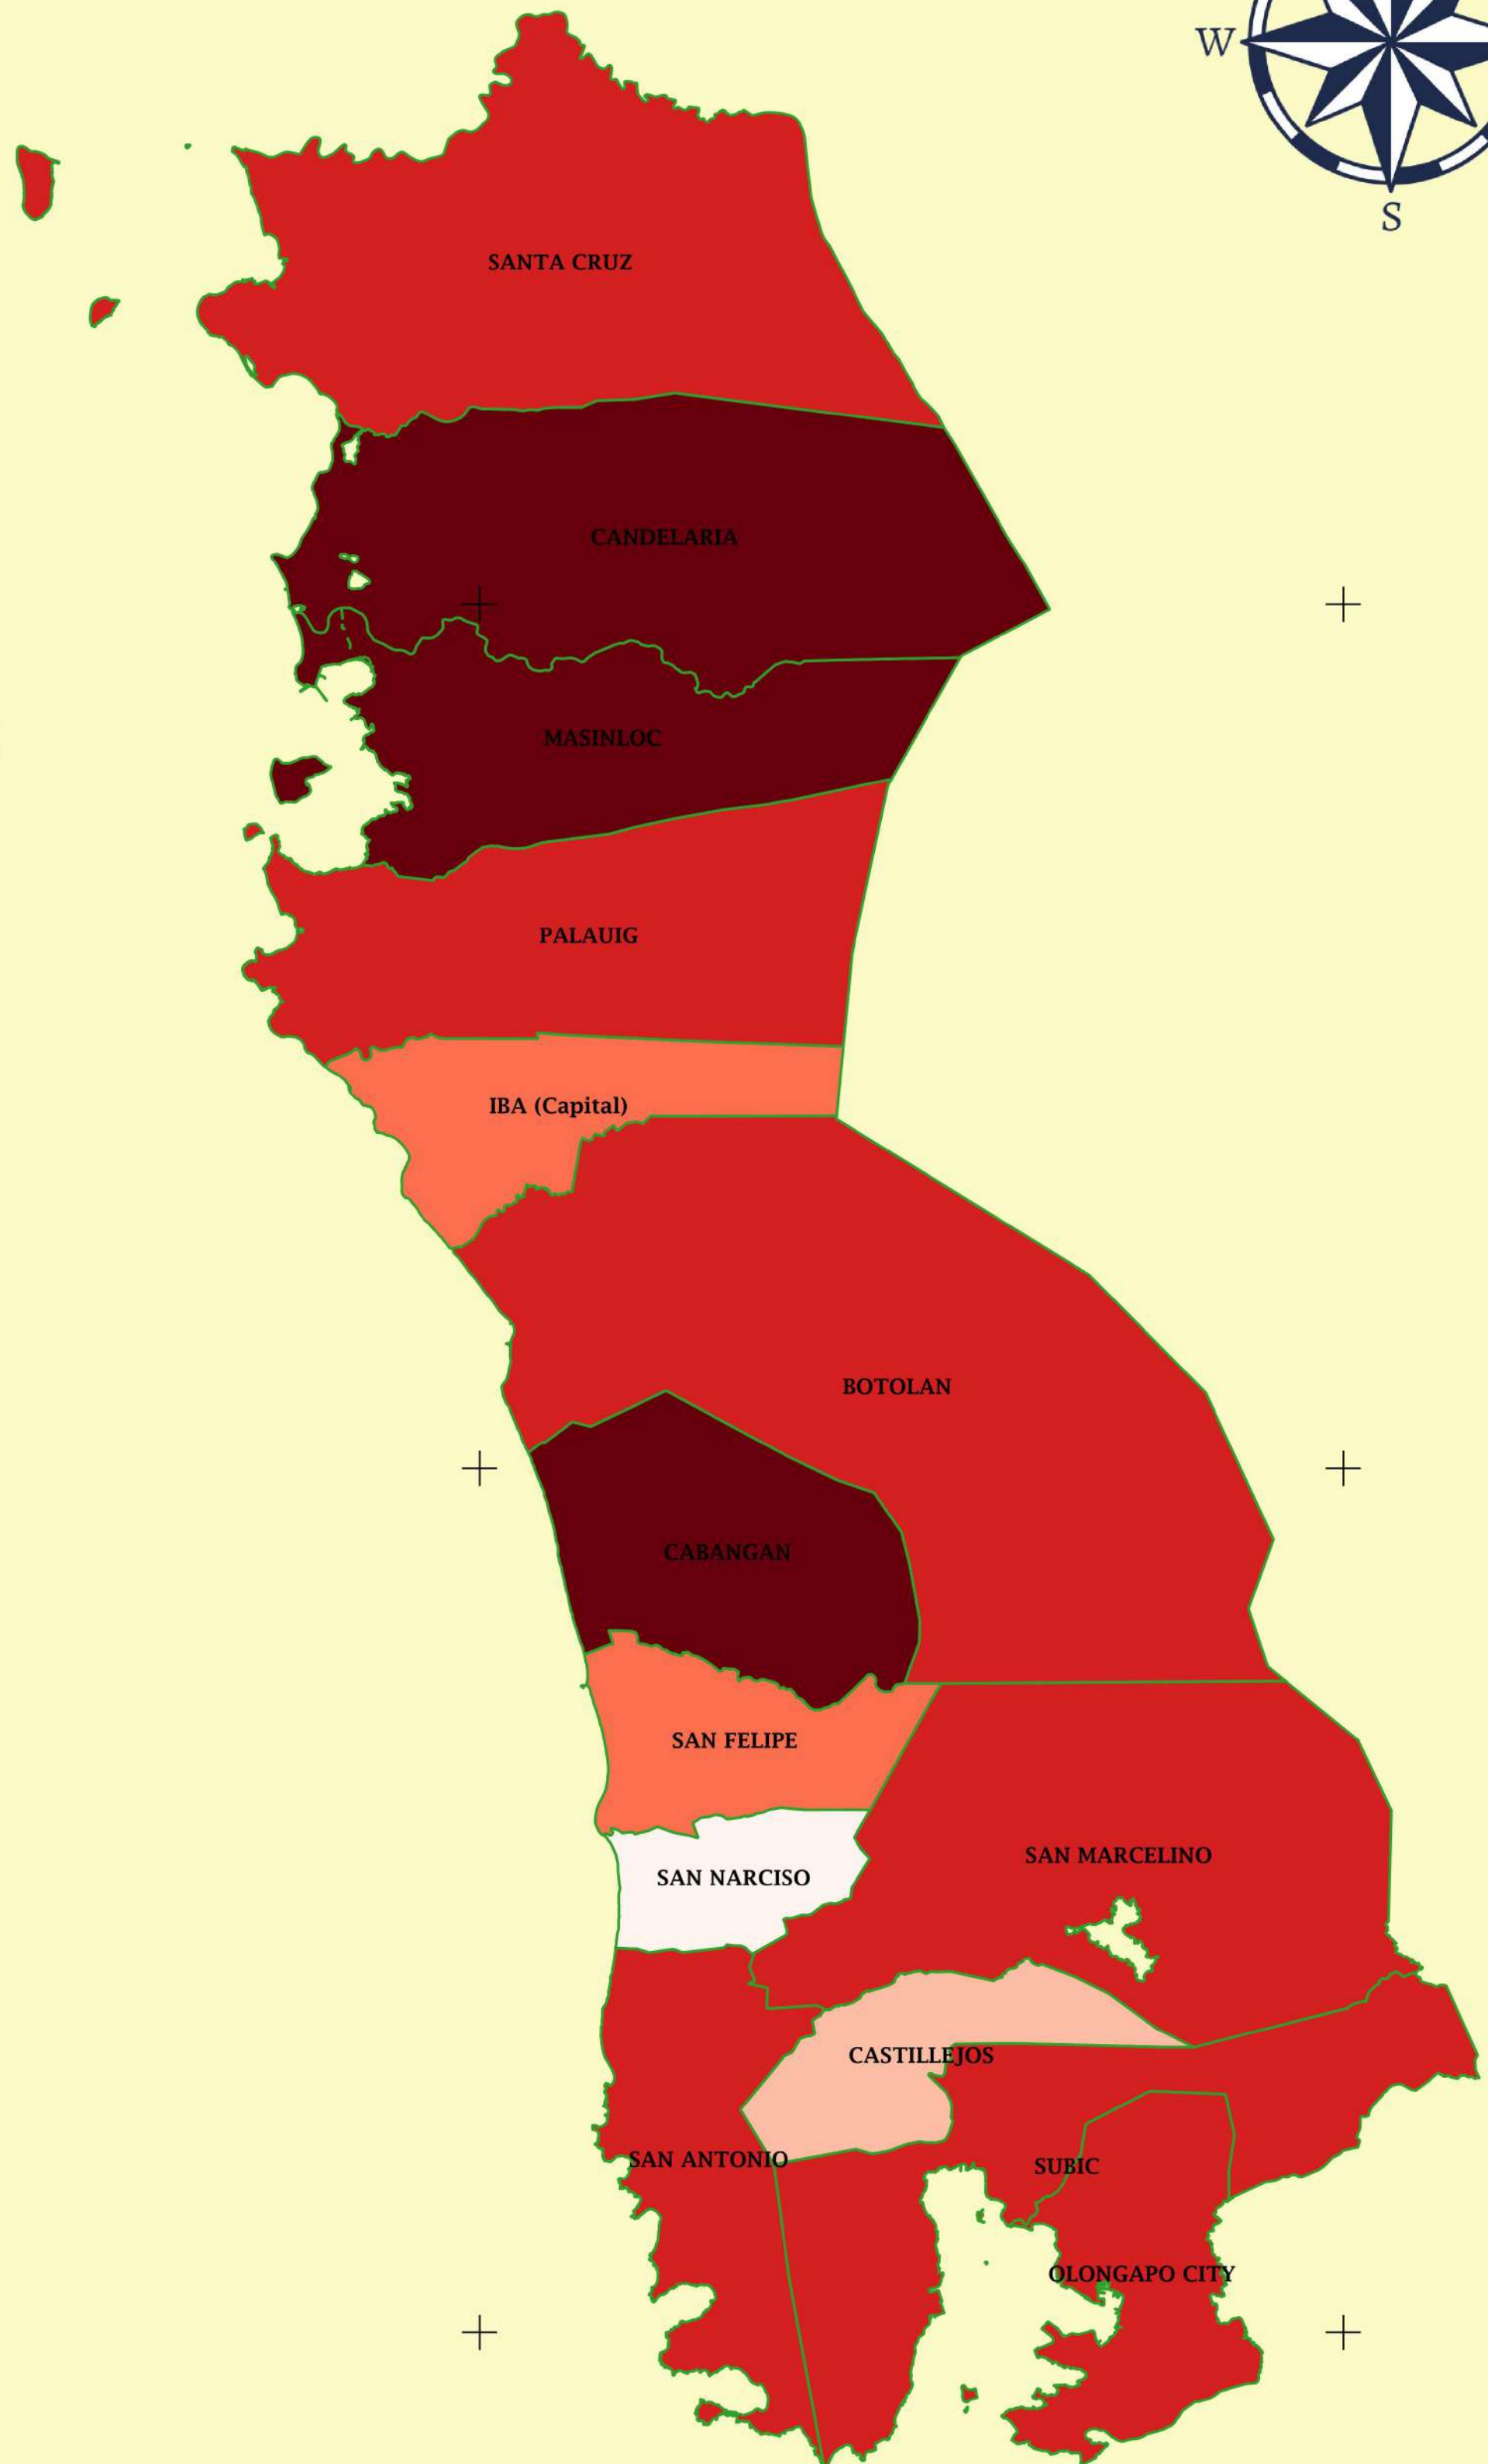 W
S
SANTA CRUZ
CANDELARIA
MASINLOC
PALAUIG
IBA (Capital)
BOTOLAN
CABANGAN
SAN FELIPE
SAN MARCELINO
SAN NARCISO
CASTILLEJOS
SAN ANTONIO
SUBIC
OLONGAPO CITY